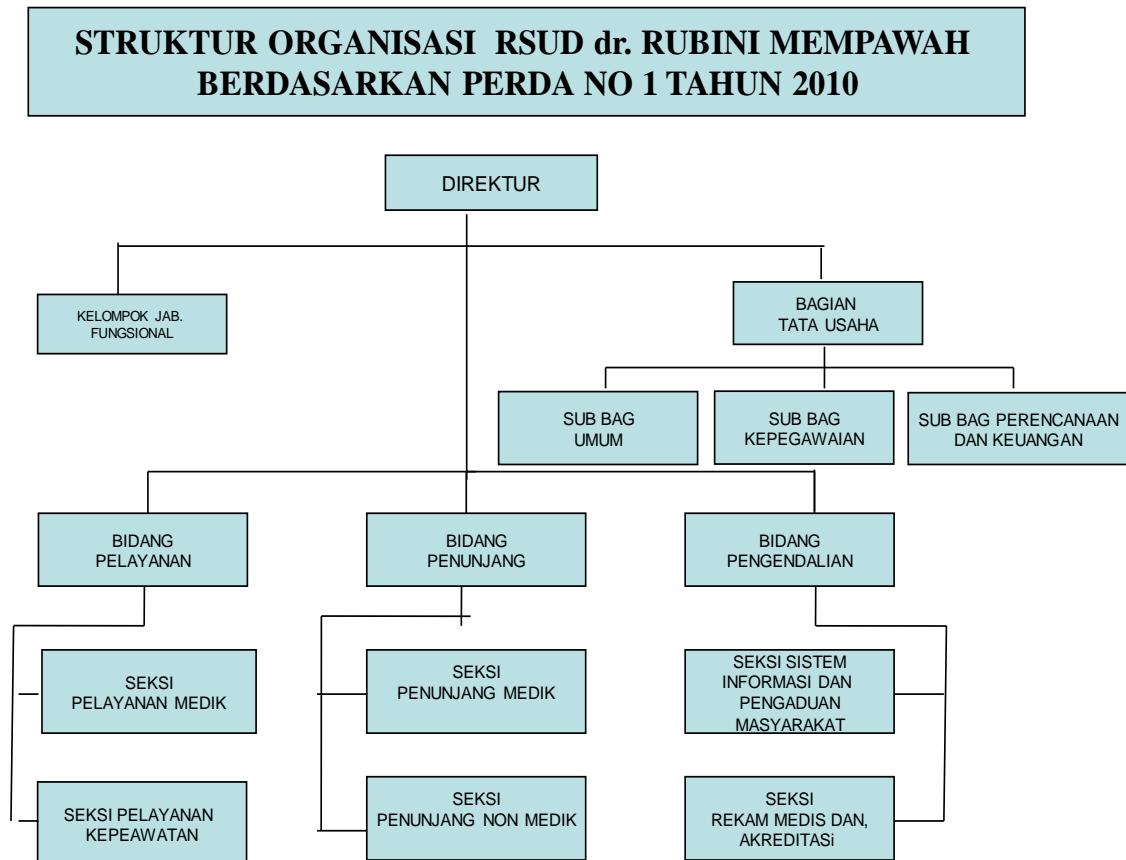 STRUKTUR ORGANISASI RSUD dr. RUBINI MEMPAWAH
BERDASARKAN PERDA NO 1 TAHUN 2010
DIREKTUR
KELOMPOK JAB.
FUNGSIONAL
BAGIAN
TATA USAHA
SUB BAG
UMUM
SUB BAG
KEPEGAWAIAN
SUB BAG PERENCANAAN
DAN KEUANGAN
BIDANG
PELAYANAN
BIDANG
PENUNJANG
BIDANG
PENGENDALIAN
SEKSI
PELAYANAN MEDIK
SEKSI
PENUNJANG MEDIK
SEKSI SISTEM
INFORMASI DAN
PENGADUAN
MASYARAKAT
SEKSI PELAYANAN
KEPEAWATAN
SEKSI
PENUNJANG NON MEDIK
SEKSI
REKAM MEDIS DAN,
AKREDITASi